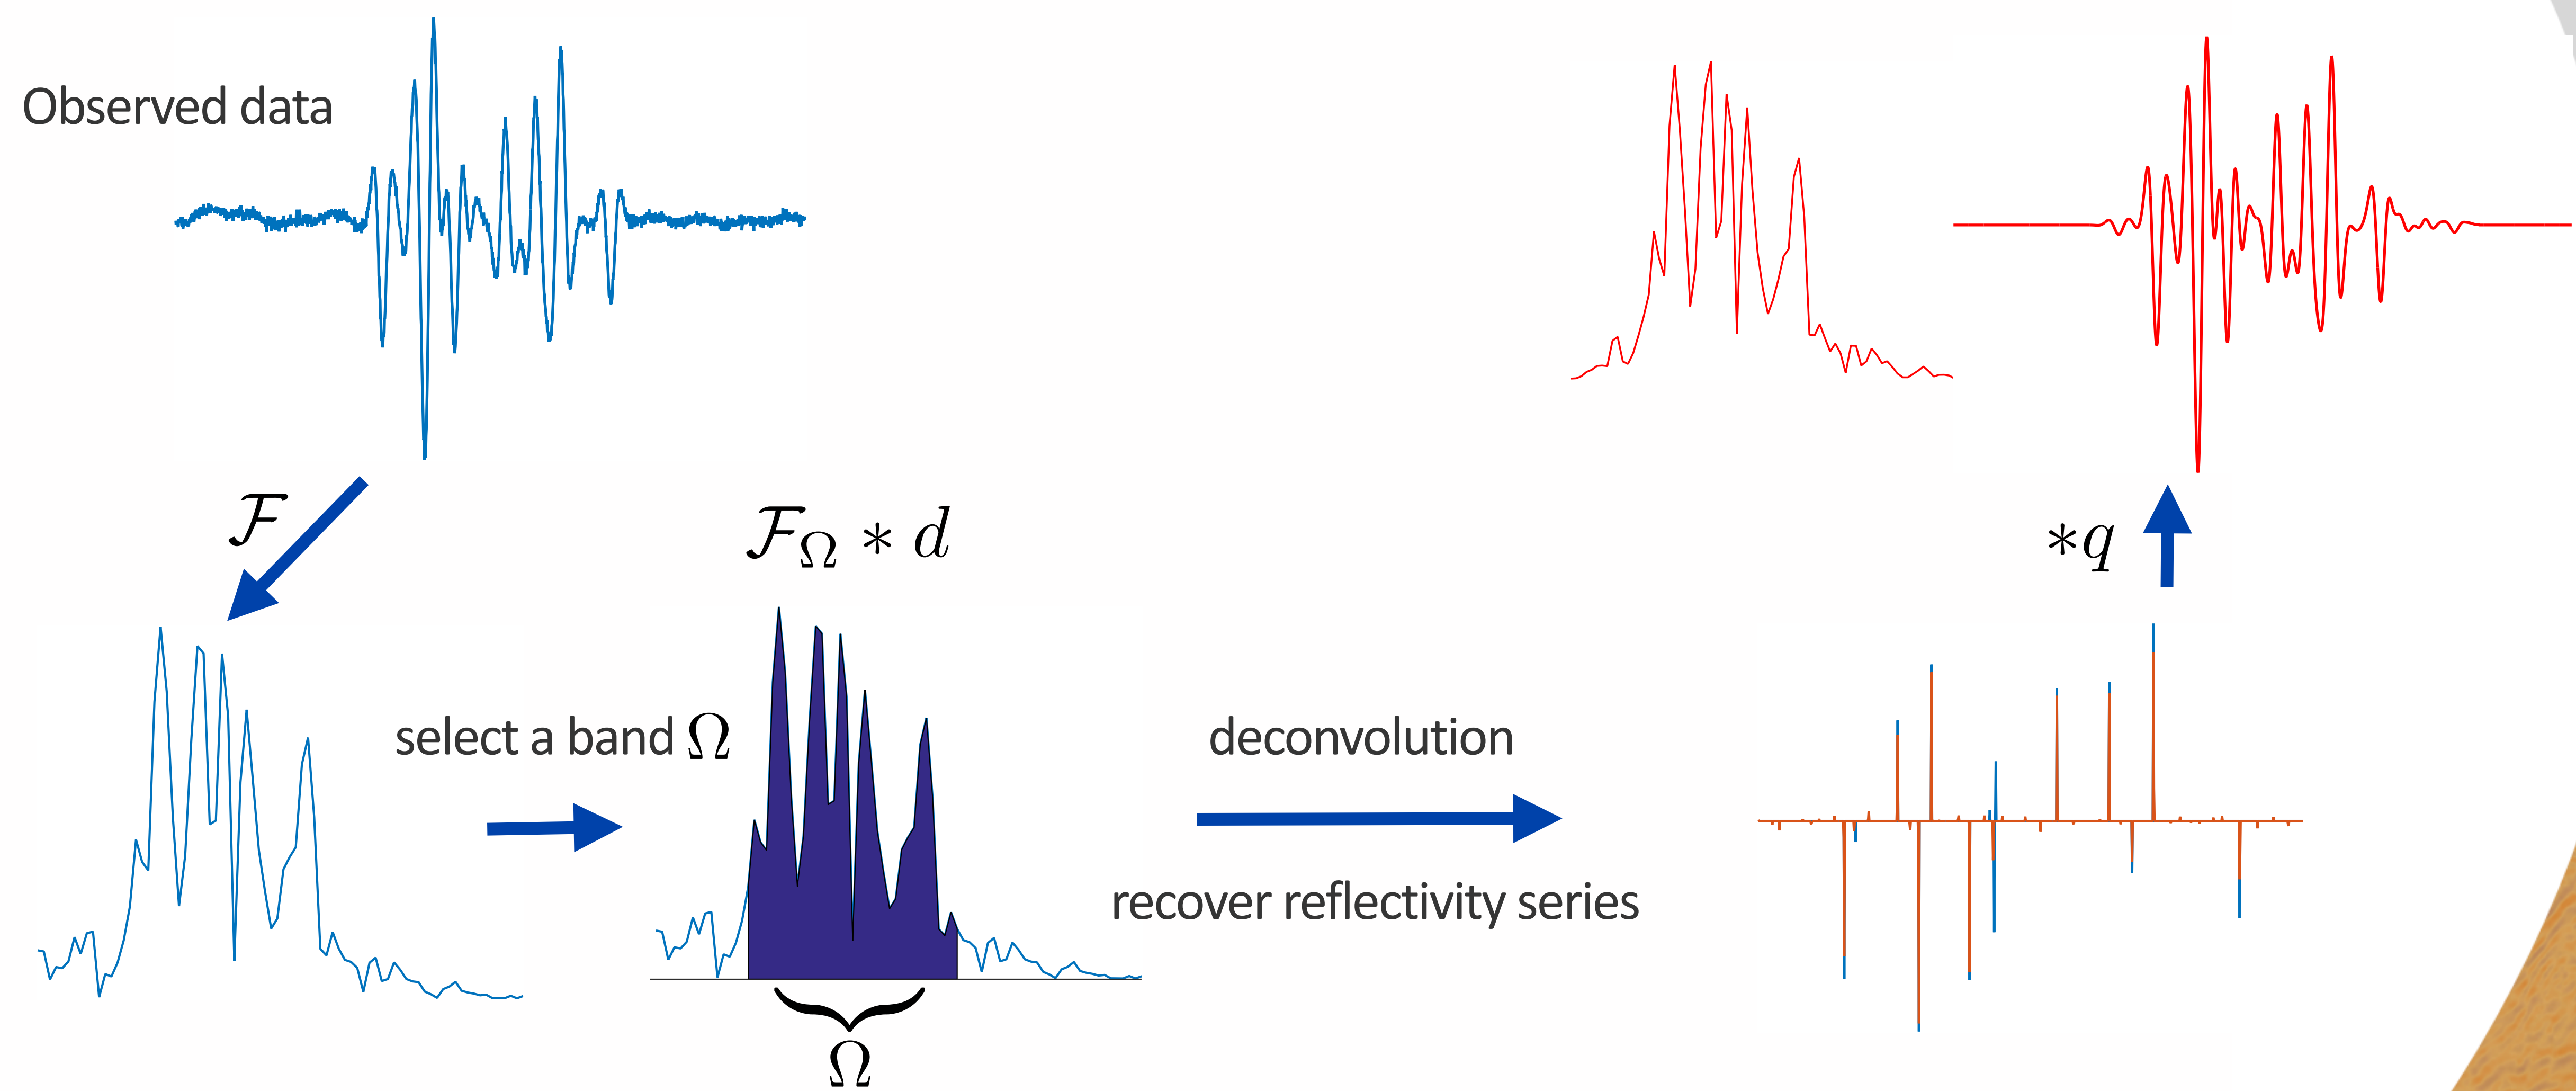 Observed data
ℱ
ℱ_Ω ∗ d
∗q
select a band Ω
deconvolution
recover reflectivity series
Ω